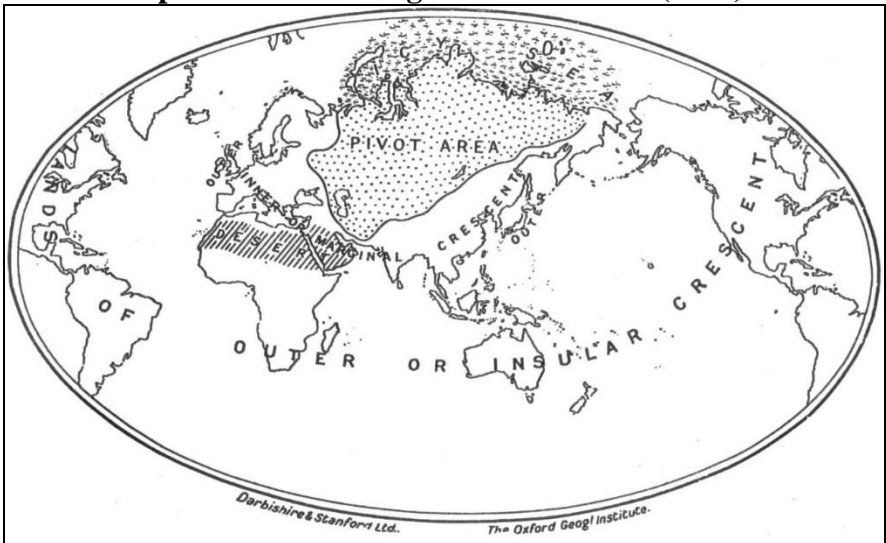 ICY SEA
PIVOT AREA
OUTER
INNER OR MARGINAL
CRESCENT
OUTER
DESERT
LANDS
OF
OUTER OR INSULAR CRESCENT
Darbishire & Stanford Ltd.
The Oxford Geogl Institute.